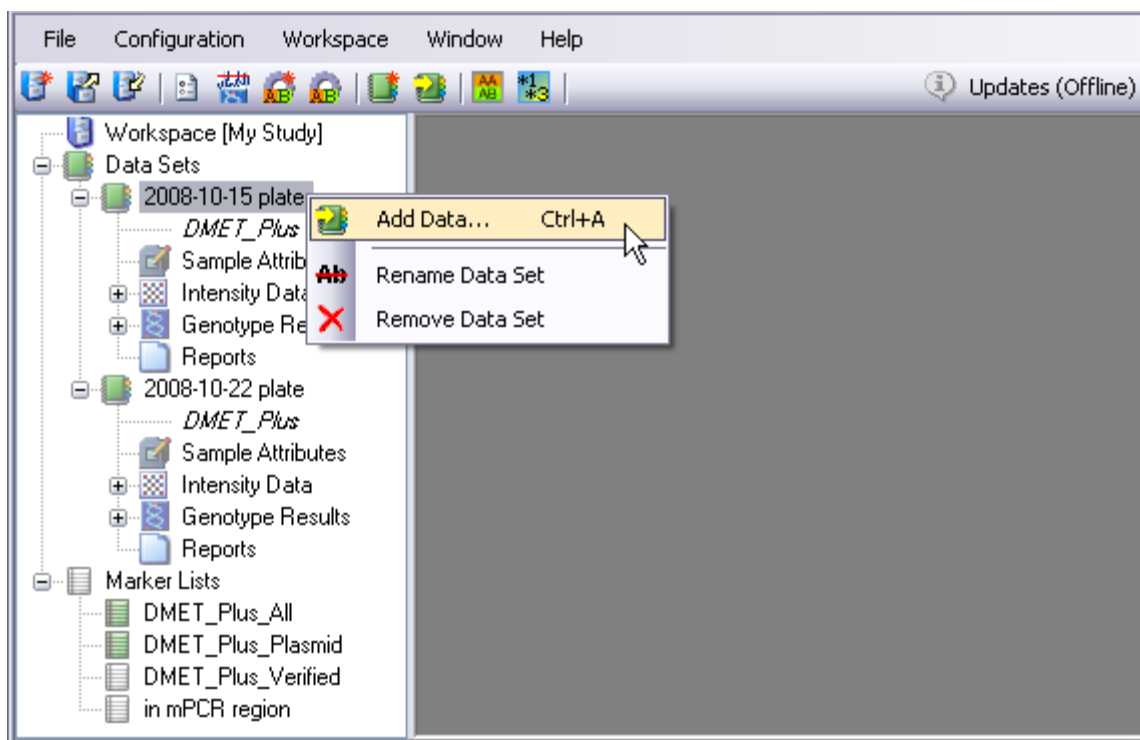 File Configuration Workspace Window Help
Updates (Offline)
Workspace [My Study]
Data Sets
2008-10-15 plate
DMET_Plus
Add Data... Ctrl+A
Sample Attrib
Rename Data Set
Intensity Data
Genotype Re
Remove Data Set
Reports
2008-10-22 plate
DMET_Plus
Sample Attributes
Intensity Data
Genotype Results
Reports
Marker Lists
DMET_Plus_All
DMET_Plus_Plasmid
DMET_Plus_Verified
in mPCR region